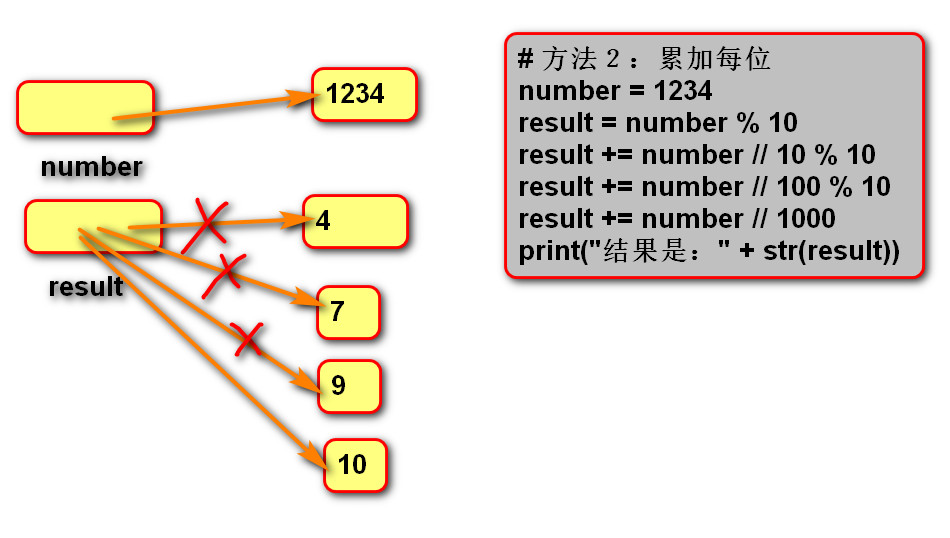 1234
number
4
result
7
9
10
# 方法２：累加每位
number = 1234
result = number % 10
result += number // 10 % 10
result += number // 100 % 10
result += number // 1000
print("结果是：" + str(result))